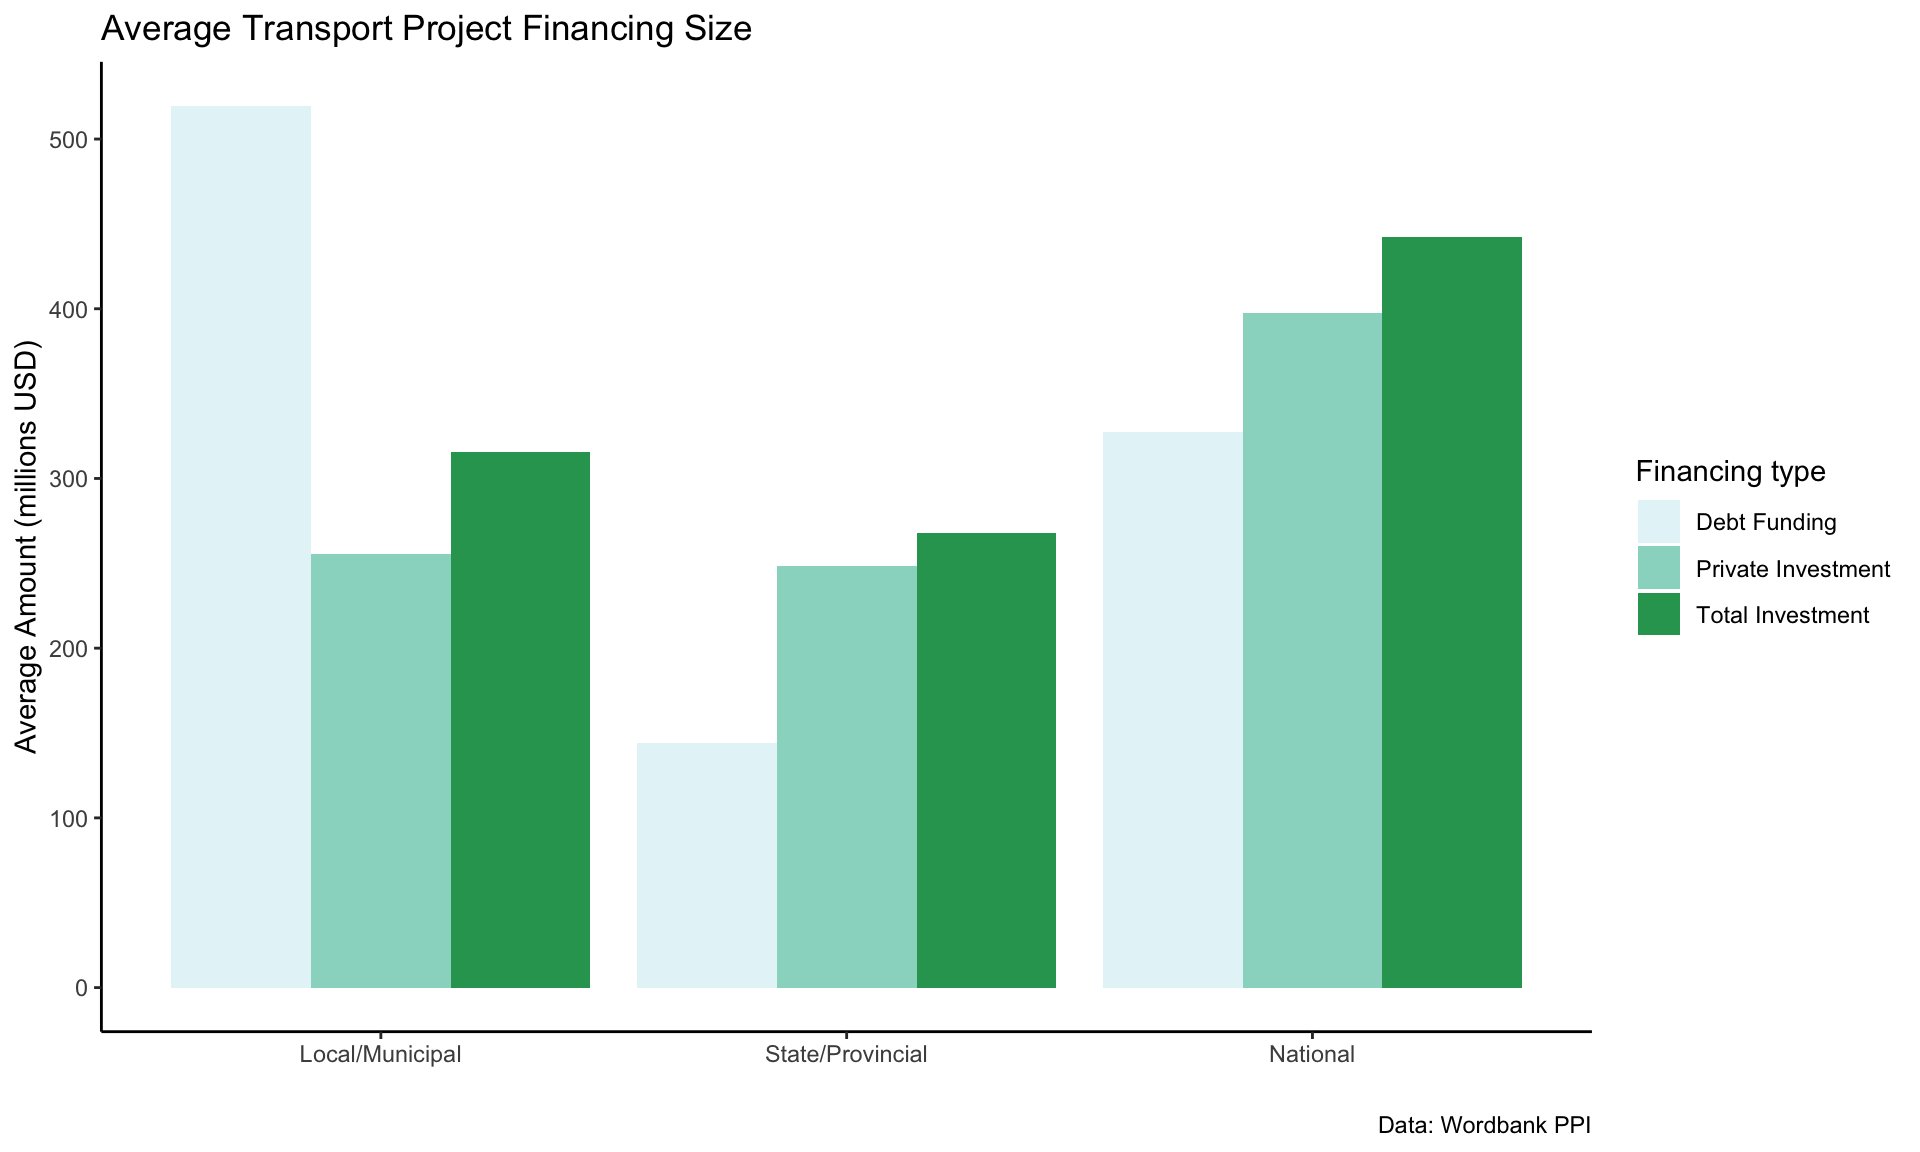 Average Transport Project Financing Size
Average Amount (millions USD)
500
400
300
200
100
0
Local/Municipal
State/Provincial
National
Financing type
Debt Funding
Private Investment
Total Investment
Data: Wordbank PPI